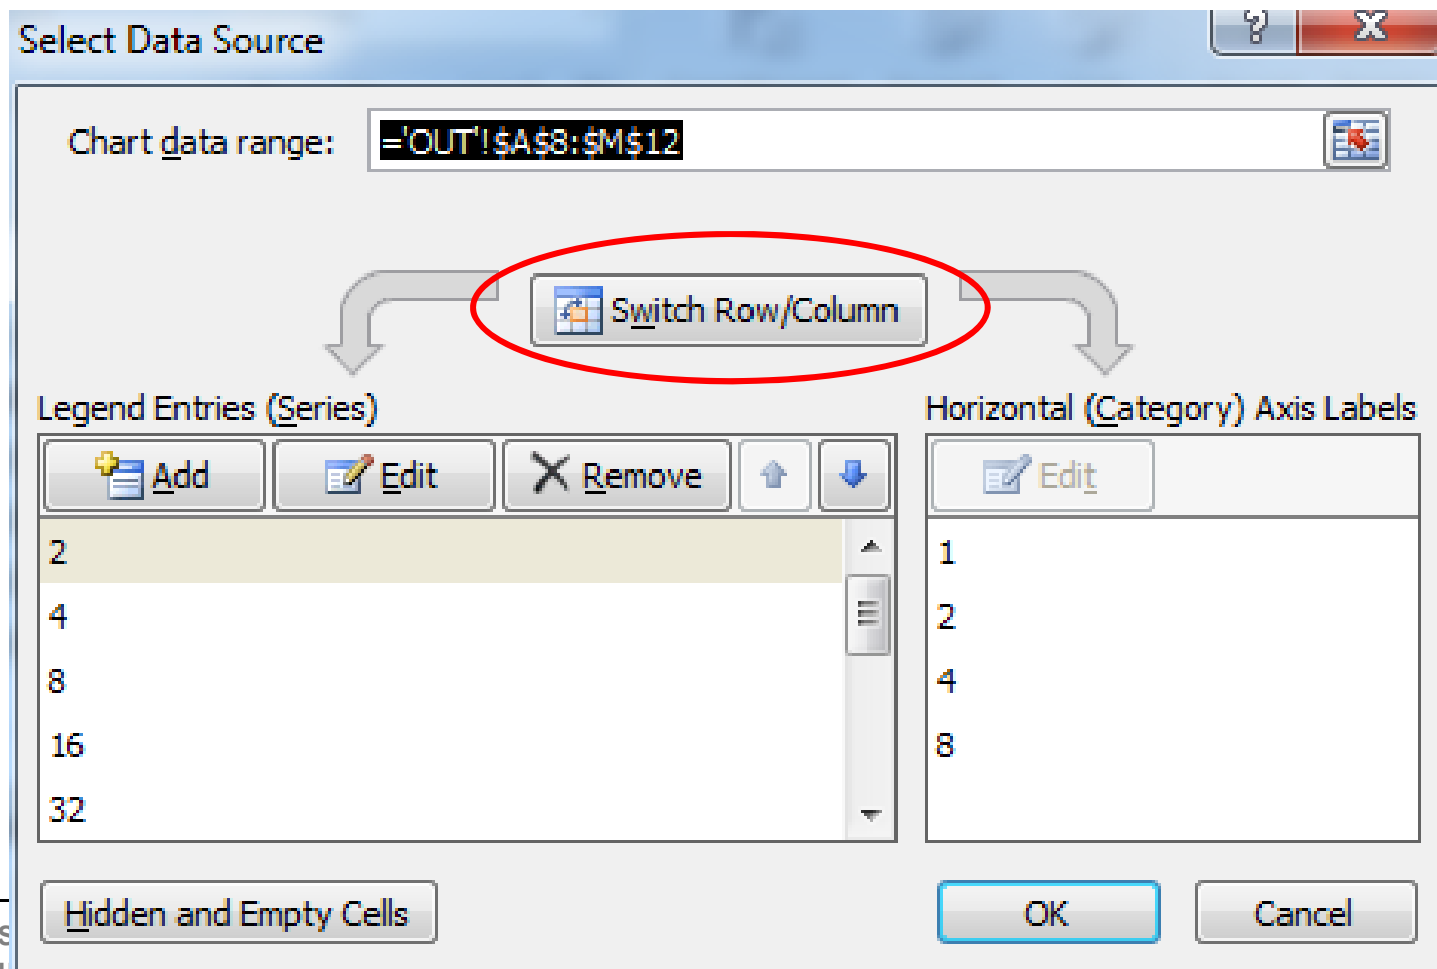 Select Data Source
Chart data range: ='OUT'!$A$8:$M$12
Switch Row/Column
Legend Entries (Series)
Horizontal (Category) Axis Labels
Add Edit Remove
Edit
2
4
8
16
32
1
2
4
8
Hidden and Empty Cells
OK Cancel